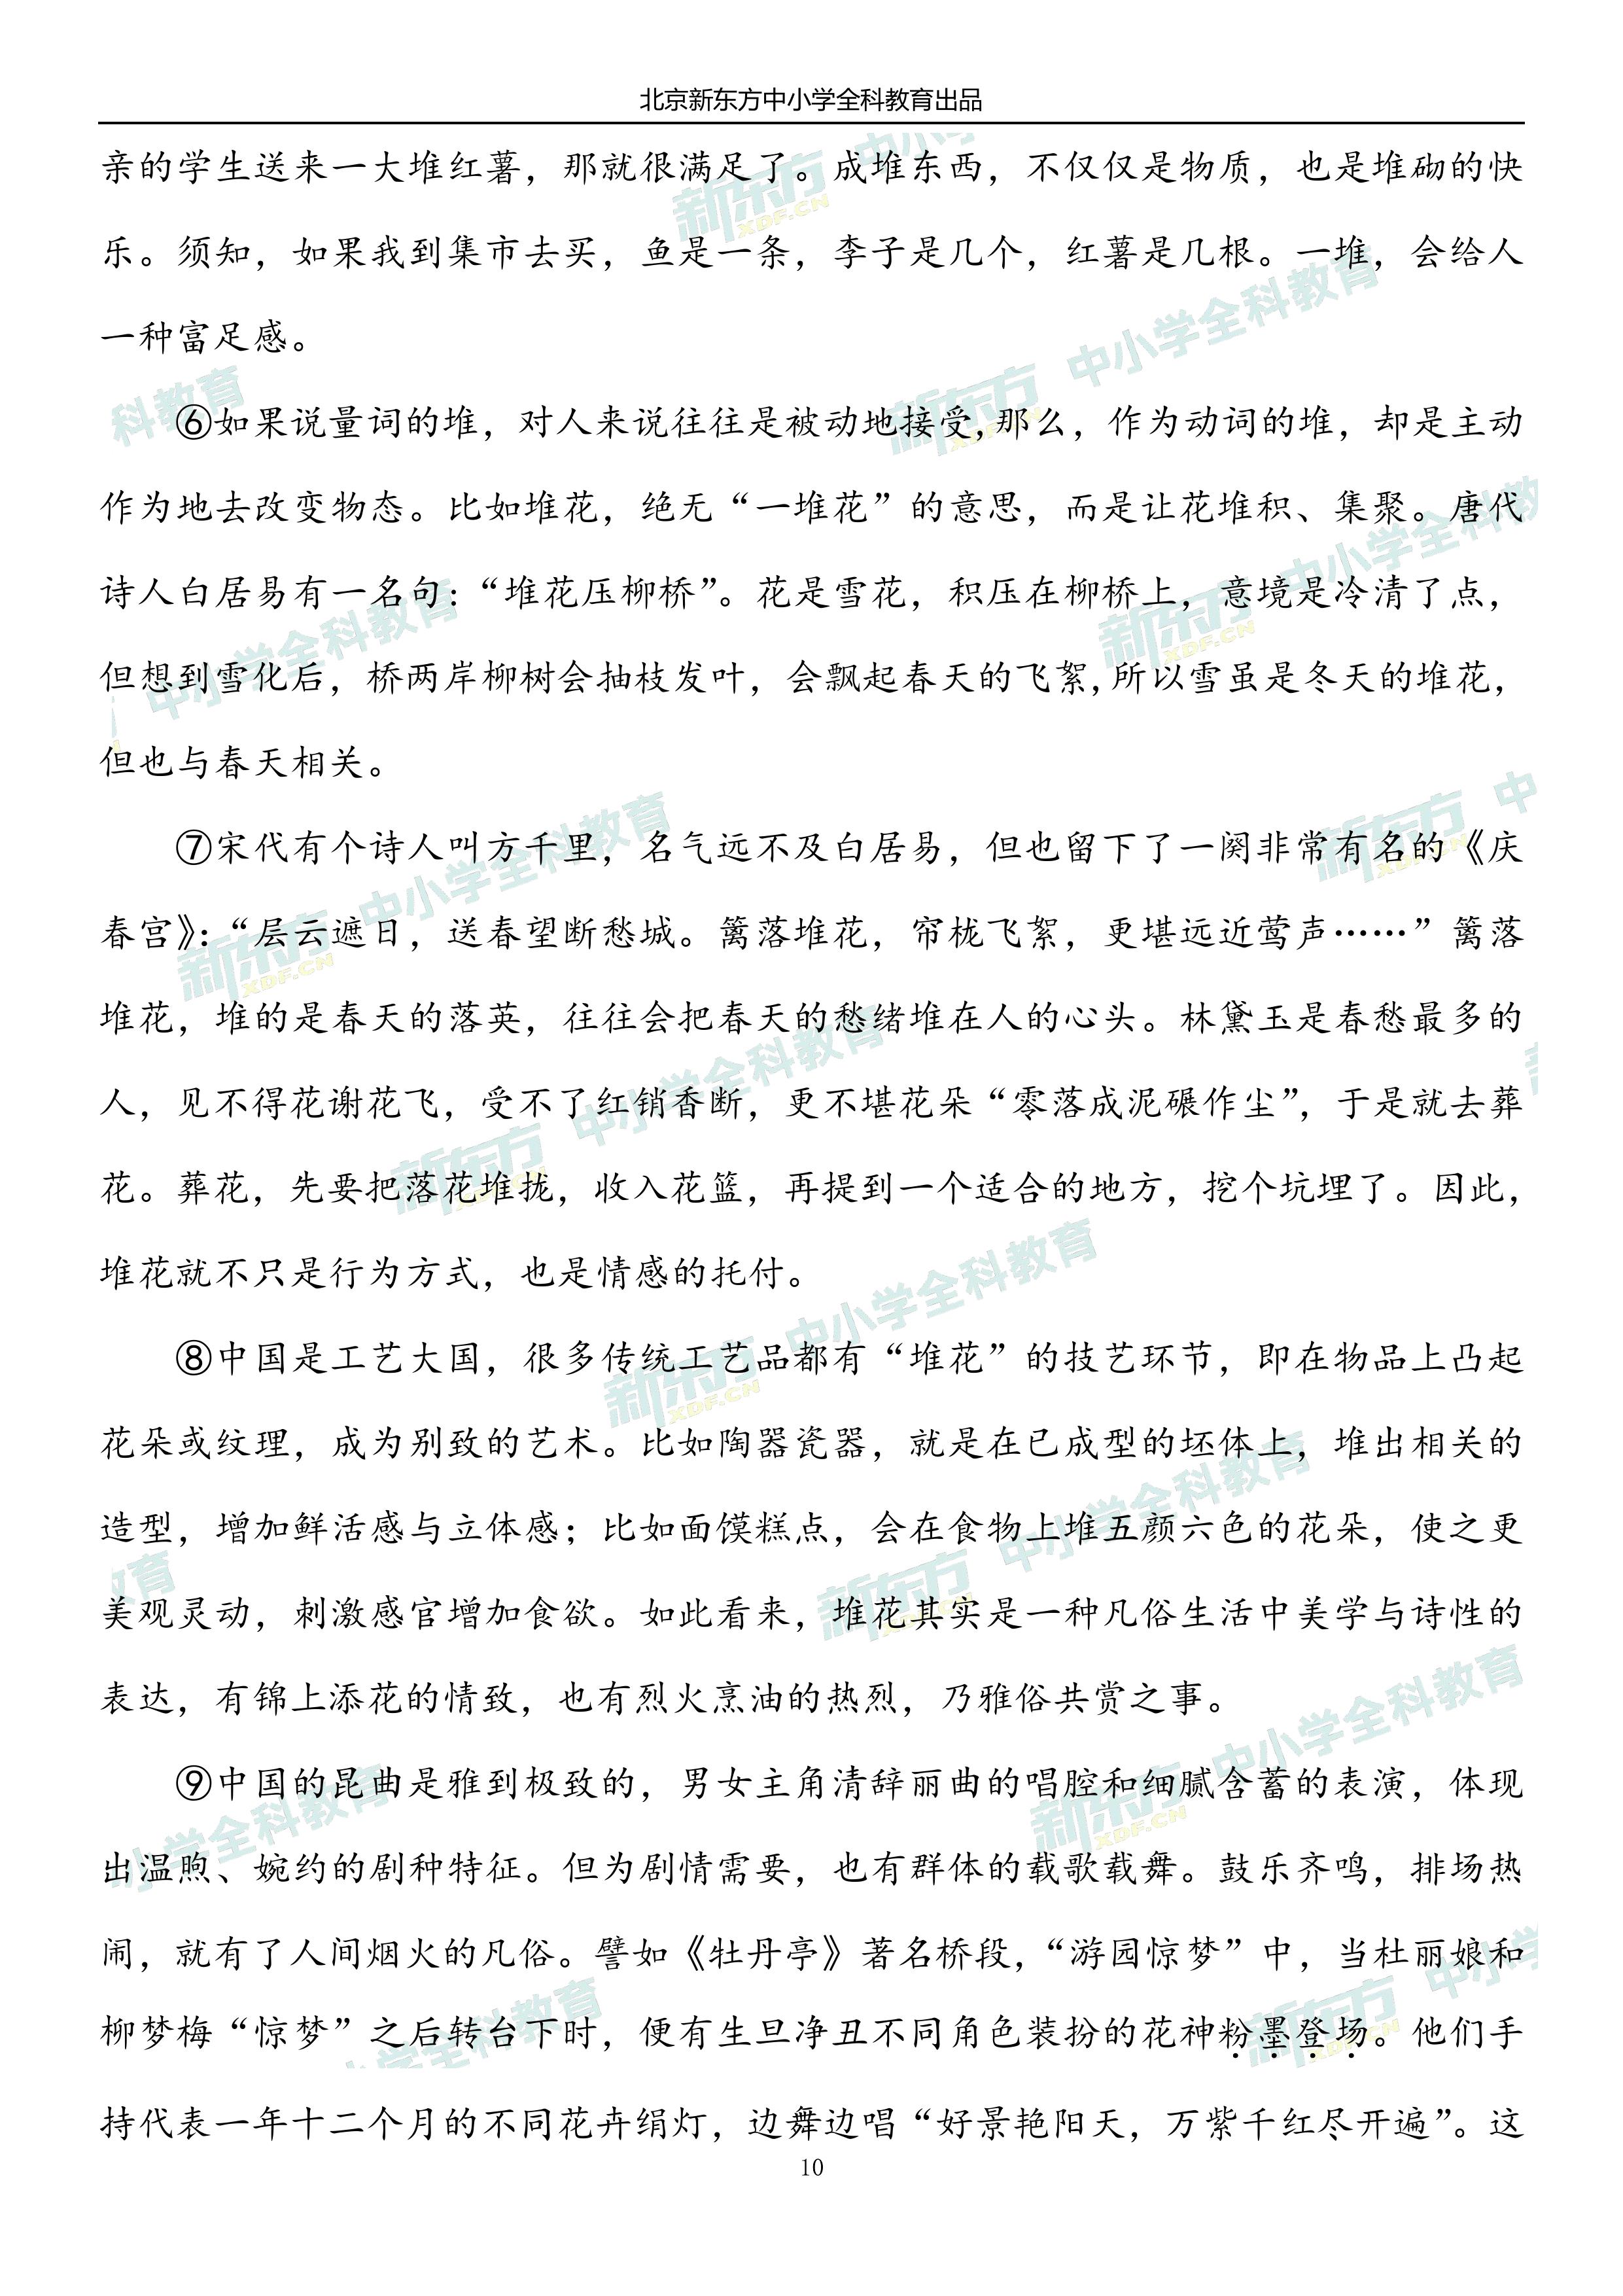 北京新东方中小学全科教育出品
亲的学生送来一大堆红薯，那就很满足了。成堆东西，不仅仅是物质，也是堆砌的快
乐。须知，如果我到集市去买，鱼是一条，李子是几个，红薯是几根。一堆，会给人
一种富足感。
⑥如果说量词的堆，对人来说往往是被动地接受,那么，作为动词的堆，却是主动
作为地去改变物态。比如堆花，绝无“一堆花”的意思，而是让花堆积、集聚。唐代
诗人白居易有一名句：“堆花压柳桥”。花是雪花，积压在柳桥上，意境是冷清了点，
但想到雪化后，桥两岸柳树会抽枝发叶，会飘起春天的飞絮,所以雪虽是冬天的堆花，
但也与春天相关。
⑦宋代有个诗人叫方千里，名气远不及白居易，但也留下了一阕非常有名的《庆
春宫》：“层云遮日，送春望断愁城。篱落堆花，帘栊飞絮，更堪远近莺声……”篱落
堆花，堆的是春天的落英，往往会把春天的愁绪堆在人的心头。林黛玉是春愁最多的
人，见不得花谢花飞，受不了红销香断，更不堪花朵“零落成泥碾作尘”，于是就去葬
花。葬花，先要把落花堆拢，收入花篮，再提到一个适合的地方，挖个坑埋了。因此，
堆花就不只是行为方式，也是情感的托付。
⑧中国是工艺大国，很多传统工艺品都有“堆花”的技艺环节，即在物品上凸起
花朵或纹理，成为别致的艺术。比如陶器瓷器，就是在已成型的坯体上，堆出相关的
造型，增加鲜活感与立体感；比如面馍糕点，会在食物上堆五颜六色的花朵，使之更
美观灵动，刺激感官增加食欲。如此看来，堆花其实是一种凡俗生活中美学与诗性的
表达，有锦上添花的情致，也有烈火烹油的热烈，乃雅俗共赏之事。
⑨中国的昆曲是雅到极致的，男女主角清辞丽曲的唱腔和细腻含蓄的表演，体现
出温煦、婉约的剧种特征。但为剧情需要，也有群体的载歌载舞。鼓乐齐鸣，排场热
闹，就有了人间烟火的凡俗。譬如《牡丹亭》著名桥段，“游园惊梦”中，当杜丽娘和
柳梦梅“惊梦”之后转台下时，便有生旦净丑不同角色装扮的花神粉墨登场。他们手
持代表一年十二个月的不同花卉绢灯，边舞边唱“好景艳阳天，万紫千红尽开遍”。这
10